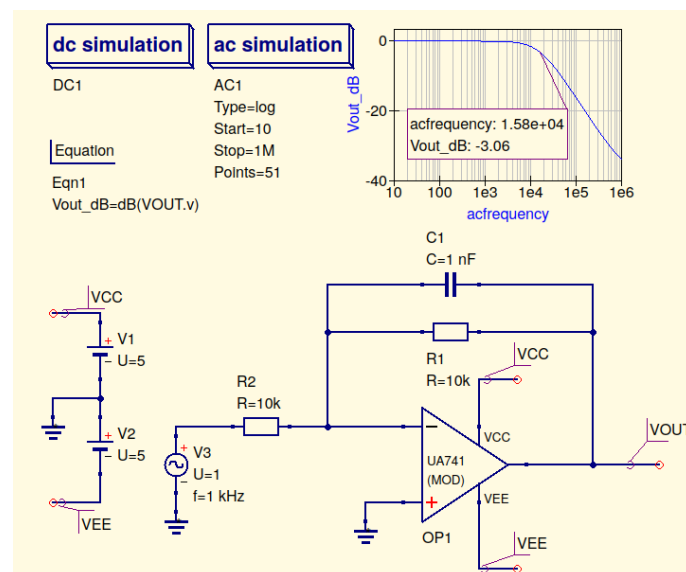 dc simulation
DC1
ac simulation
AC1
Type=log
Start=10
Stop=1M
Points=51
Equation
Eqn1
Vout_dB=dB(VOUT.v)
Vout_dB
0
-20
-40
acfrequency: 1.58e+04
Vout_dB: -3.06
10 100 1e3 1e4 1e5 1e6
acfrequency
C1
C=1 nF
R1
R=10k
VCC
V1
U=5
V2
U=5
VEE
R2
R=10k
V3
U=1
f=1 kHz
VCC
VCC
UA741
(MOD)
VEE
OP1
VEE
VOUT